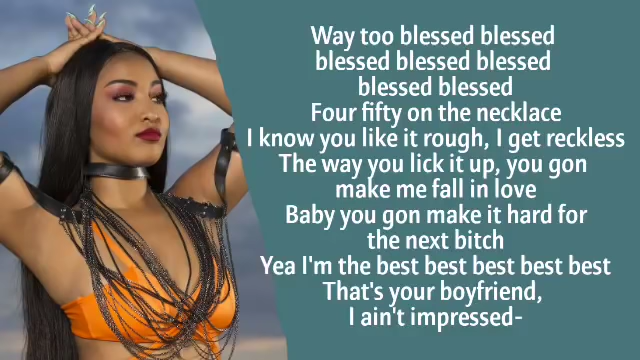 Way too blessed blessed
blessed blessed blessed
blessed blessed
Four fifty on the necklace
I know you like it rough, I get reckless
The way you lick it up, you gon
make me fall in love
Baby you gon make it hard for
the next bitch
Yea I'm the best best best best best
That's your boyfriend,
I ain't impressed-